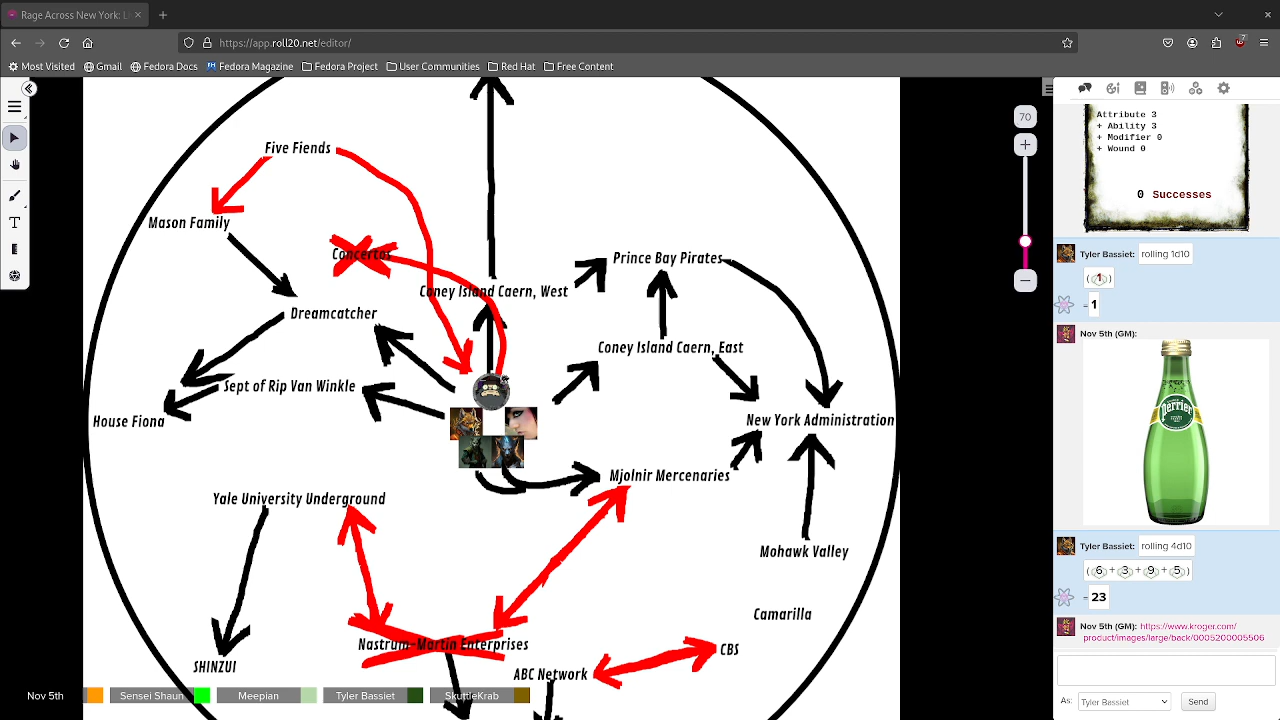 Rage Across New York: L
https://app.roll20.net/editor/
Most Visited
Gmail
Fedora Docs
Fedora Magazine
Fedora Project
User Communities
Red Hat
Free Content
Five Fiends
Mason Family
Concertos
Prince Bay Pirates
Coney Island Caern, West
Dreamcatcher
Coney Island Caern, East
Sept of Rip Van Winkle
House Fiona
New York Administration
Mjolnir Mercenaries
Yale University Underground
Mohawk Valley
Camarilla
Nastrum-Martin Enterprises
CBS
SHINZUI
ABC Network
Nov 5th
Sensei Shaun
Meepian
Tyler Bassiet
SkuttleKrab
70
Attribute 3
+ Ability 3
+ Modifier 0
+ Wound 0
0 Successes
Tyler Bassiet: rolling 1d10
(1)
=1
Nov 5th (GM):
perrier
Tyler Bassiet: rolling 4d10
(6+3+9+5)
=23
Nov 5th (GM): https://www.kroger.com/
product/images/large/back/0005200005506
As:
Tyler Bassiet
Send